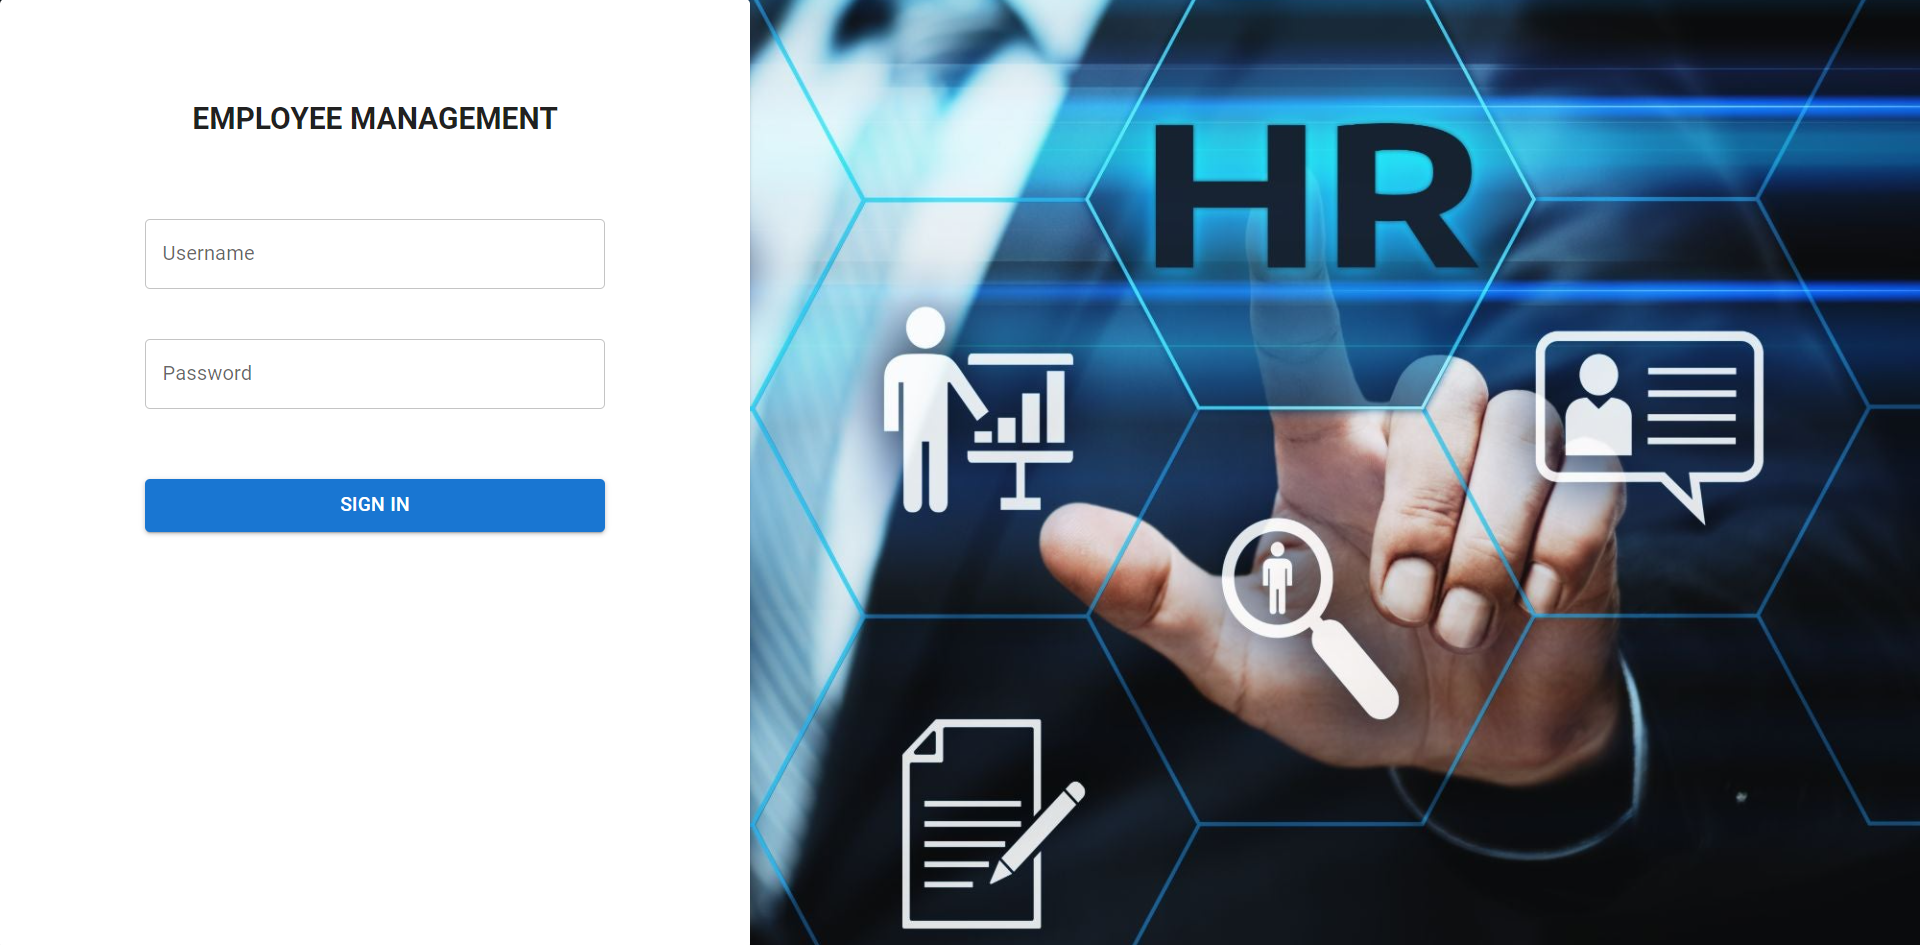 EMPLOYEE MANAGEMENT
Username
Password
SIGN IN
HR